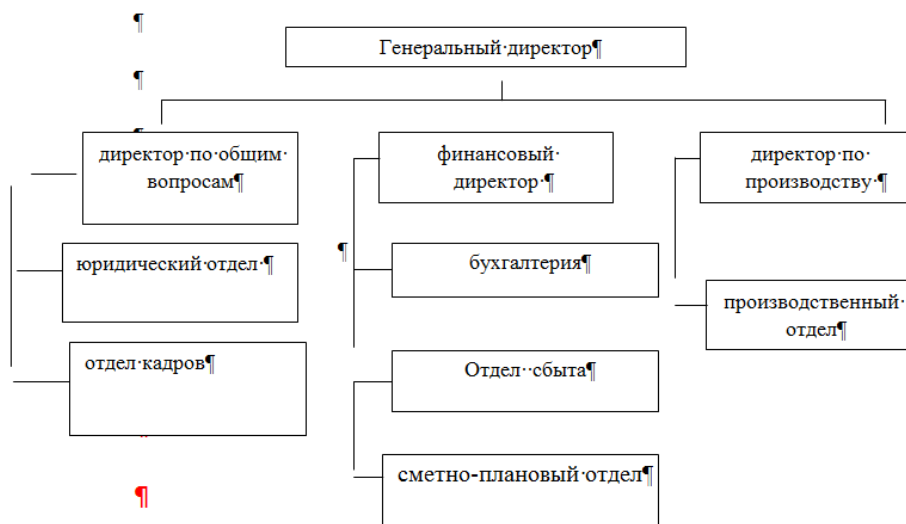 Генеральный директор
директор по общим
вопросам
финансовый
директор
директор по
производству
юридический отдел
бухгалтерия
производственный
отдел
отдел кадров
Отдел сбыта
сметно-плановый отдел